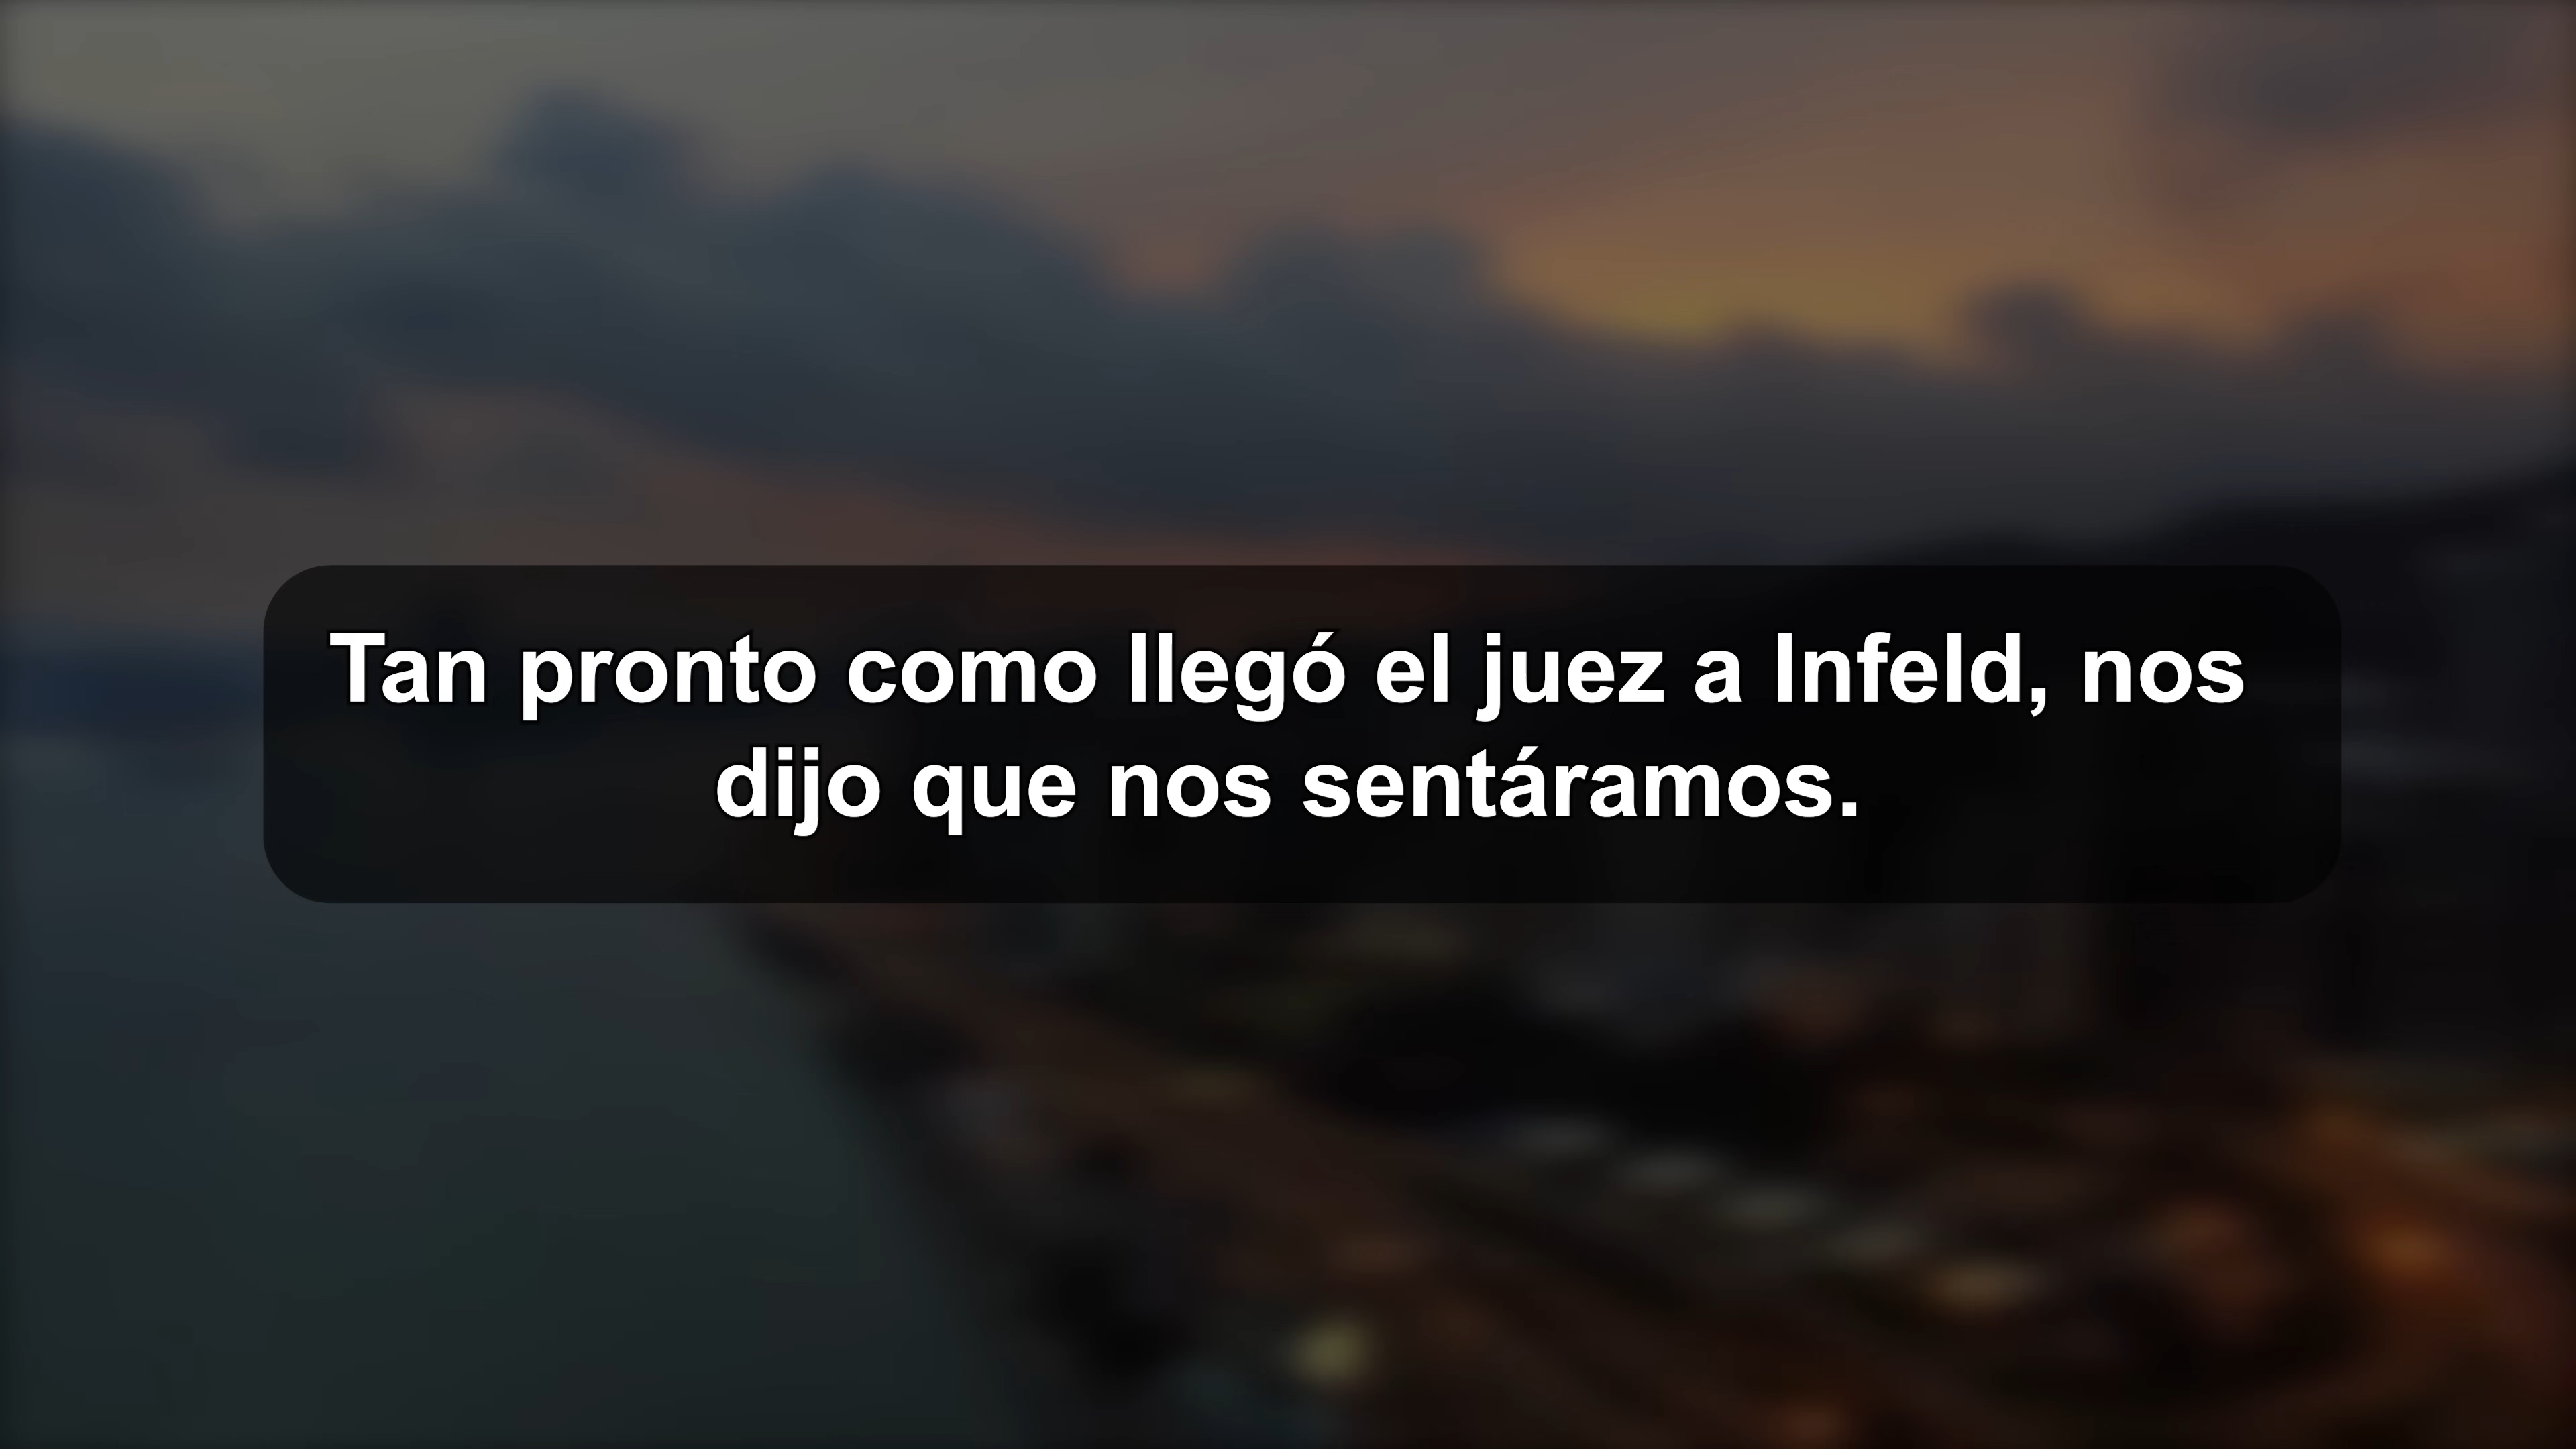 Tan pronto como llegó el juez a Infeld, nos
dijo que nos sentáramos.